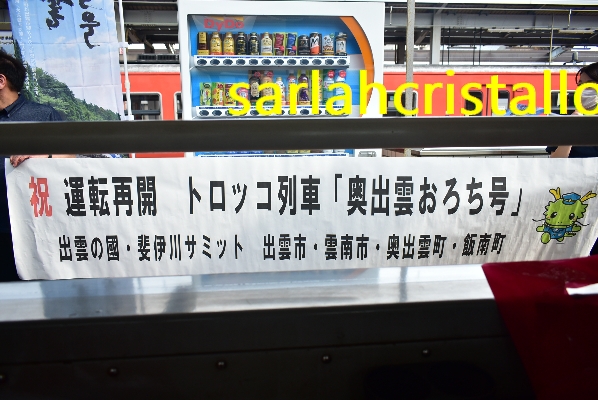 sarlahcristallo
祝 運転再開 トロッコ列車「奥出雲おろち号」
出雲の國・斐伊川サミット 出雲市・雲南市・奥出雲町・飯南町